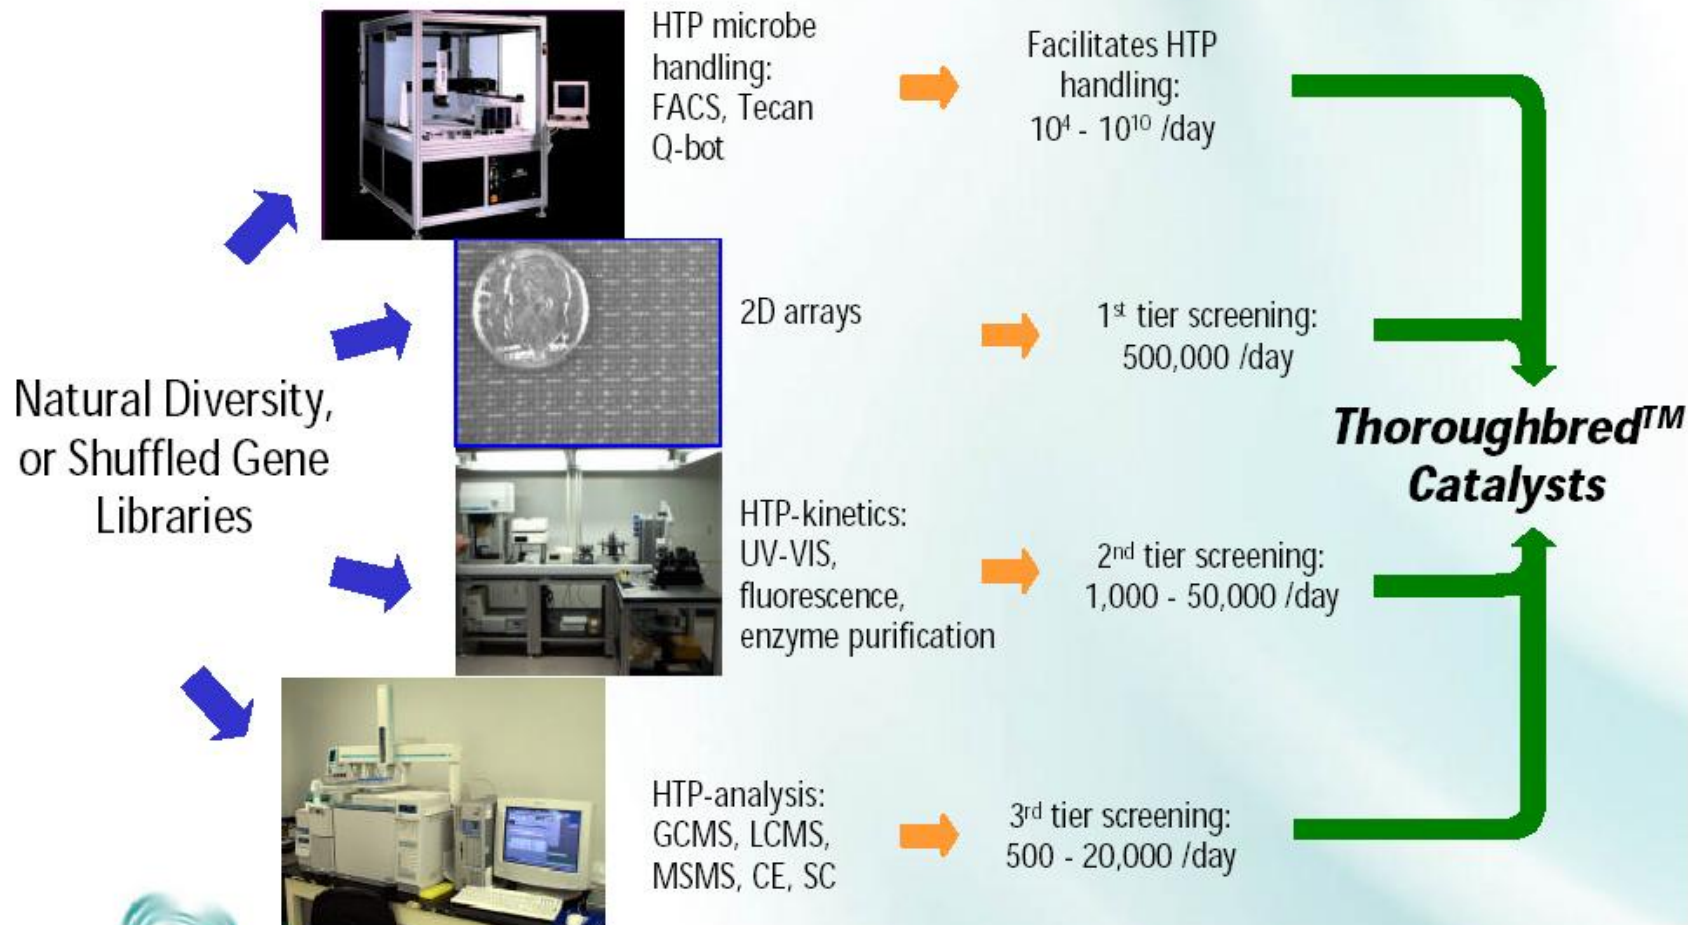 HTP microbe
handling:
FACS, Tecan
Q-bot
Facilitates HTP
handling:
10⁴ - 10¹⁰ /day
2D arrays
1st tier screening:
500,000 /day
Natural Diversity,
or Shuffled Gene
Libraries
Thoroughbred™
Catalysts
HTP-kinetics:
UV-VIS,
fluorescence,
enzyme purification
2nd tier screening:
1,000 - 50,000 /day
HTP-analysis:
GCMS, LCMS,
MSMS, CE, SC
3rd tier screening:
500 - 20,000 /day